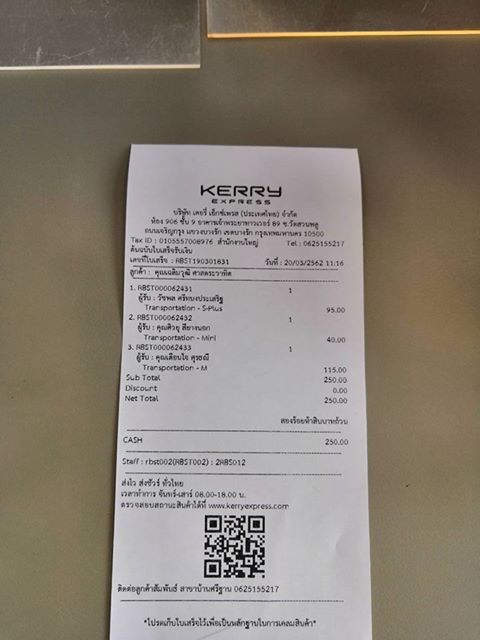 KERRY
EXPRESS
บริษัท เคอรี่ เอ็กซ์เพรส (ประเทศไทย) จำกัด
ห้อง 906 ชั้น 9 อาคารเจ้าพระยาทาวเวอร์ 89 ซ.วัดสวนพลู
ถนนเจริญกรุง แขวงบางรัก เขตบางรัก กรุงเทพมหานคร 10500
Tax ID : 0105557008976 สำนักงานใหญ่ Tel : 0625155217
ต้นฉบับใบเสร็จรับเงิน
เลขที่ใบเสร็จ : RBST190301831 วันที่ : 20/03/2562 11:16
ลูกค้า : คุณเฉลิมวุฒิ ศาสตระวาทิต
1. RBST000062431 1
ผู้รับ : วัชพล ศรีทนงประเสริฐ
Transportation - S-Plus 95.00
2. RBST000062432 1
ผู้รับ : คุณศิวยุ สียางนอก
Transportation - Mini 40.00
3. RBST000062433 1
ผู้รับ : คุณเตือนใจ สุรธณี
Transportation - M 115.00
Sub Total 250.00
Discount 0.00
Net Total 250.00
สองร้อยห้าสิบบาทถ้วน
CASH 250.00
Staff : rbst002(RBST002) : 2RBS012
ส่งไว ส่งชัวร์ ทั่วไทย
เวลาทำการ จันทร์-เสาร์ 08.00-18.00 น.
ตรวจสอบสถานะสินค้าได้ที่ www.kerryexpress.com
ติดต่อลูกค้าสัมพันธ์ สาขาบ้านศรีฐาน 0625155217
*โปรดเก็บใบเสร็จไว้เพื่อเป็นหลักฐานในการเคลมสินค้า*